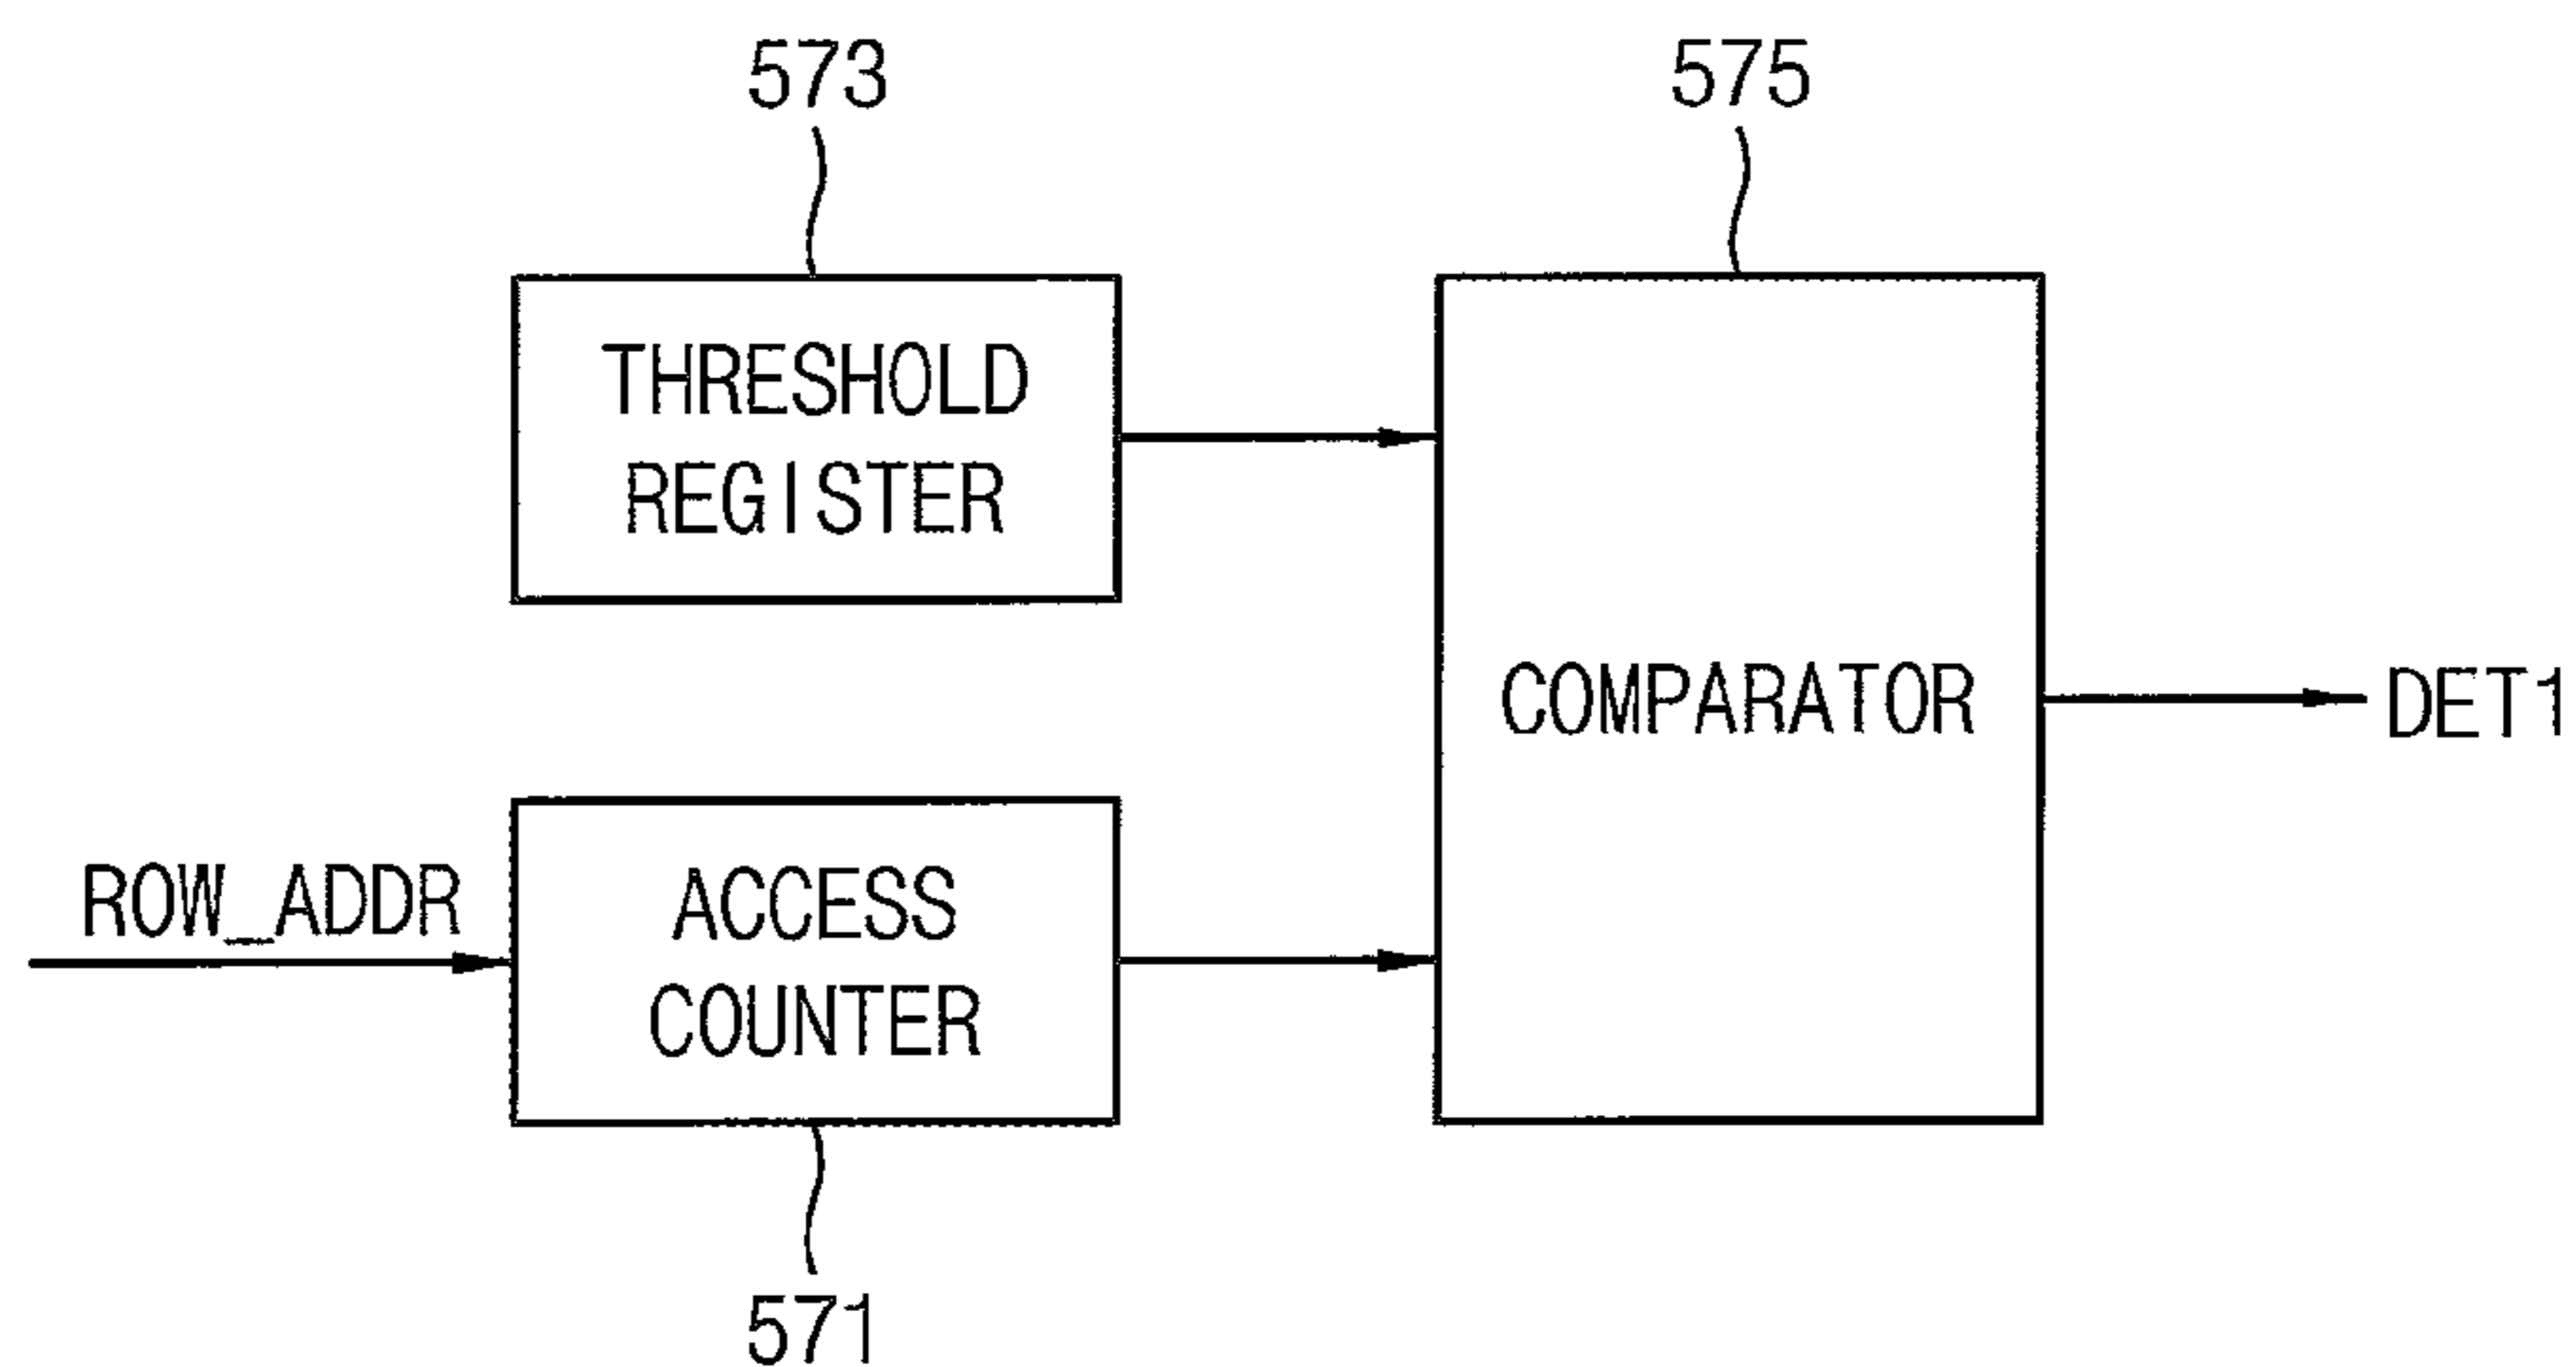 573
575
THRESHOLD
REGISTER
COMPARATOR
DET1
ROW_ADDR
ACCESS
COUNTER
571